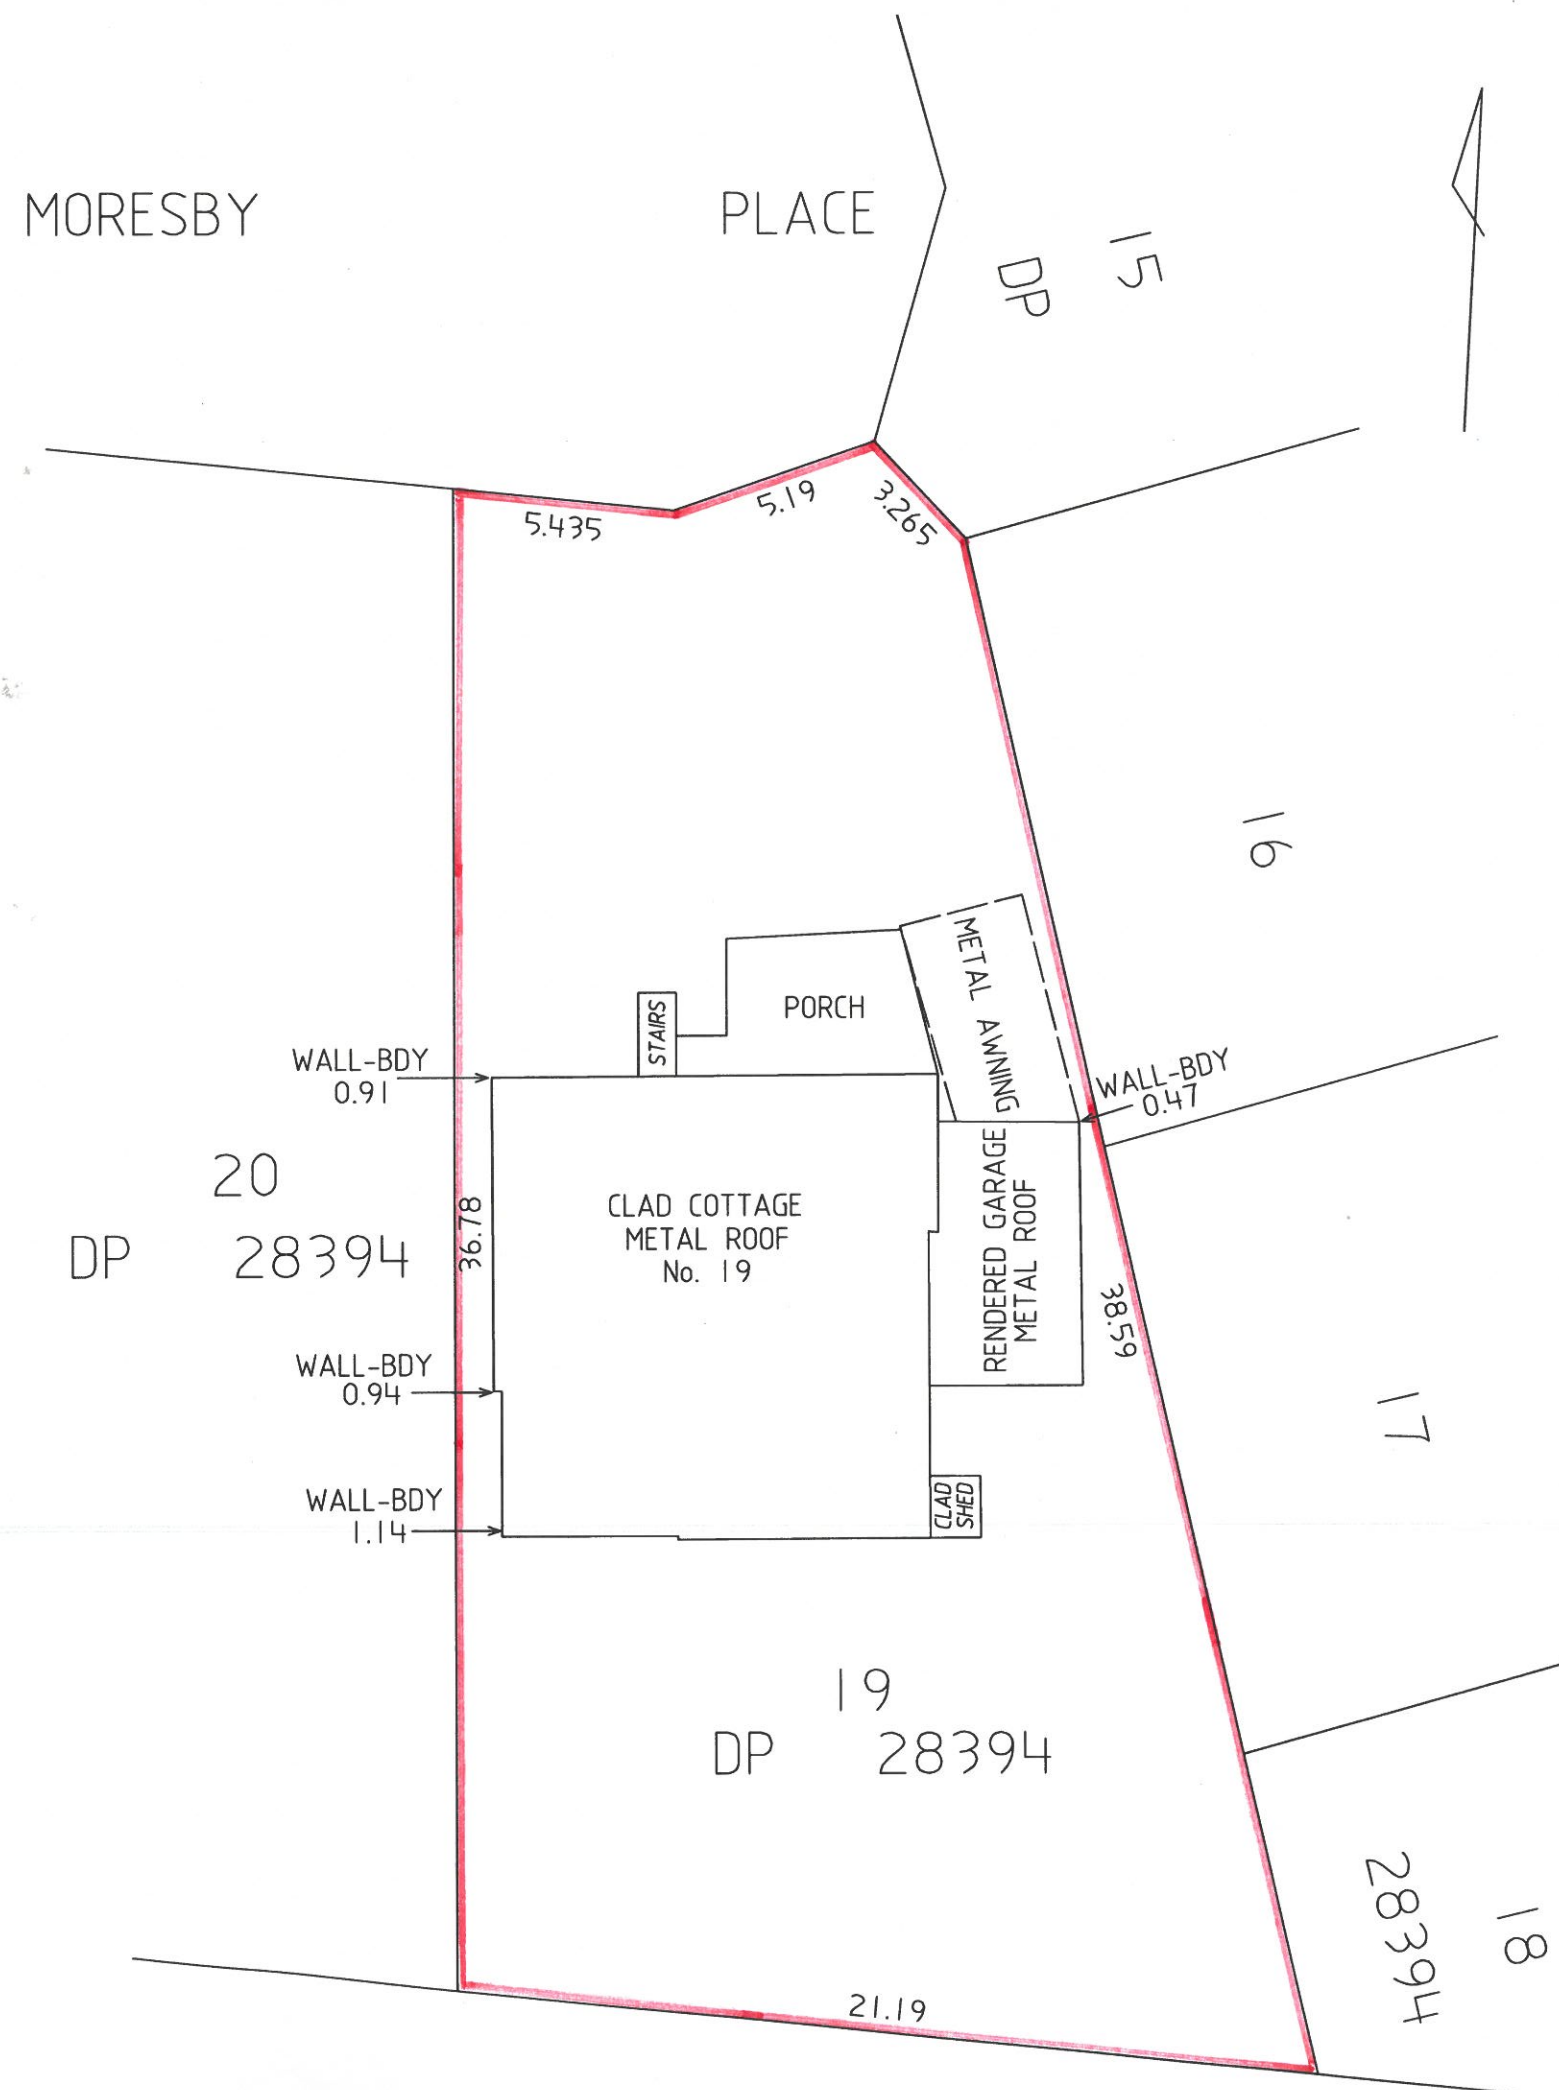 MORESBY PLACE
15
DP
5.435
5.19
3.265
16
METAL AWNING
PORCH
STAIRS
WALL-BDY
0.91
WALL-BDY
0.47
20
DP 28394
36.78
CLAD COTTAGE
METAL ROOF
No. 19
RENDERED GARAGE
METAL ROOF
38.59
WALL-BDY
0.94
17
WALL-BDY
1.14
CLAD
SHED
19
DP 28394
18
28394
21.19